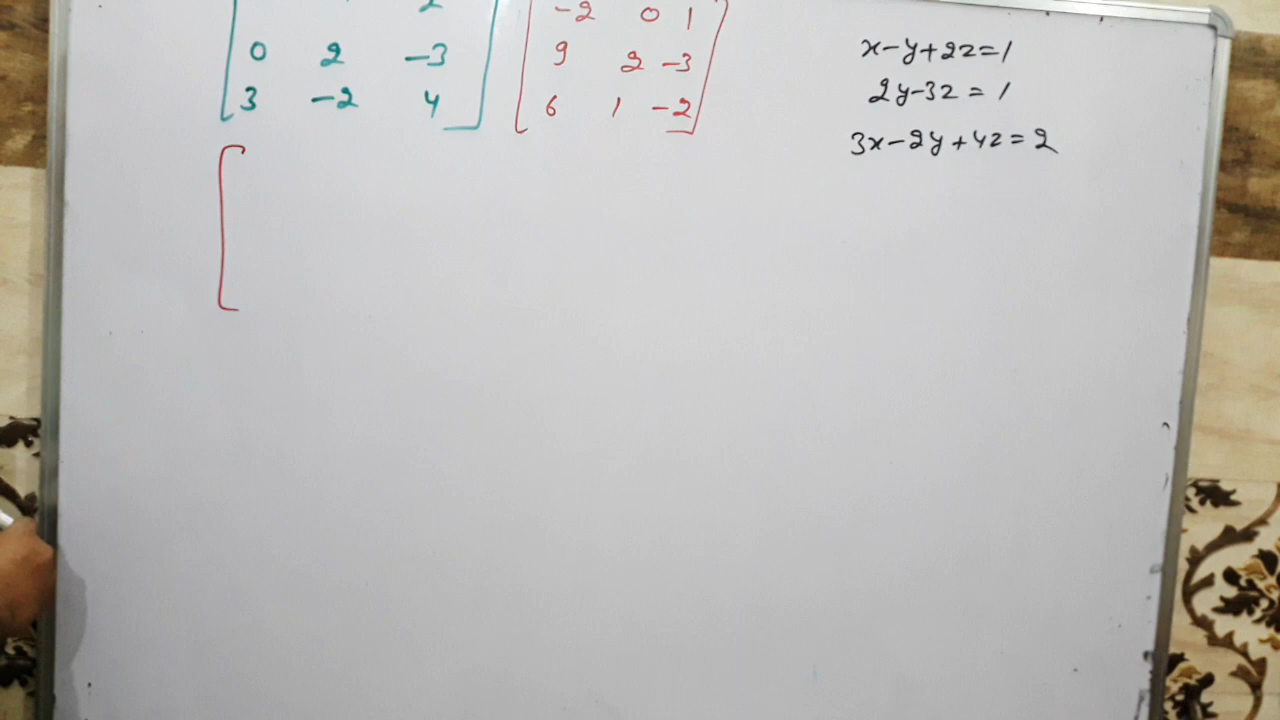 2 -2 0 1
0 2 -3 9 2 -3
3 -2 4 6 1 -2
x-y+2z=1
2y-3z=1
3x-2y+4z=2